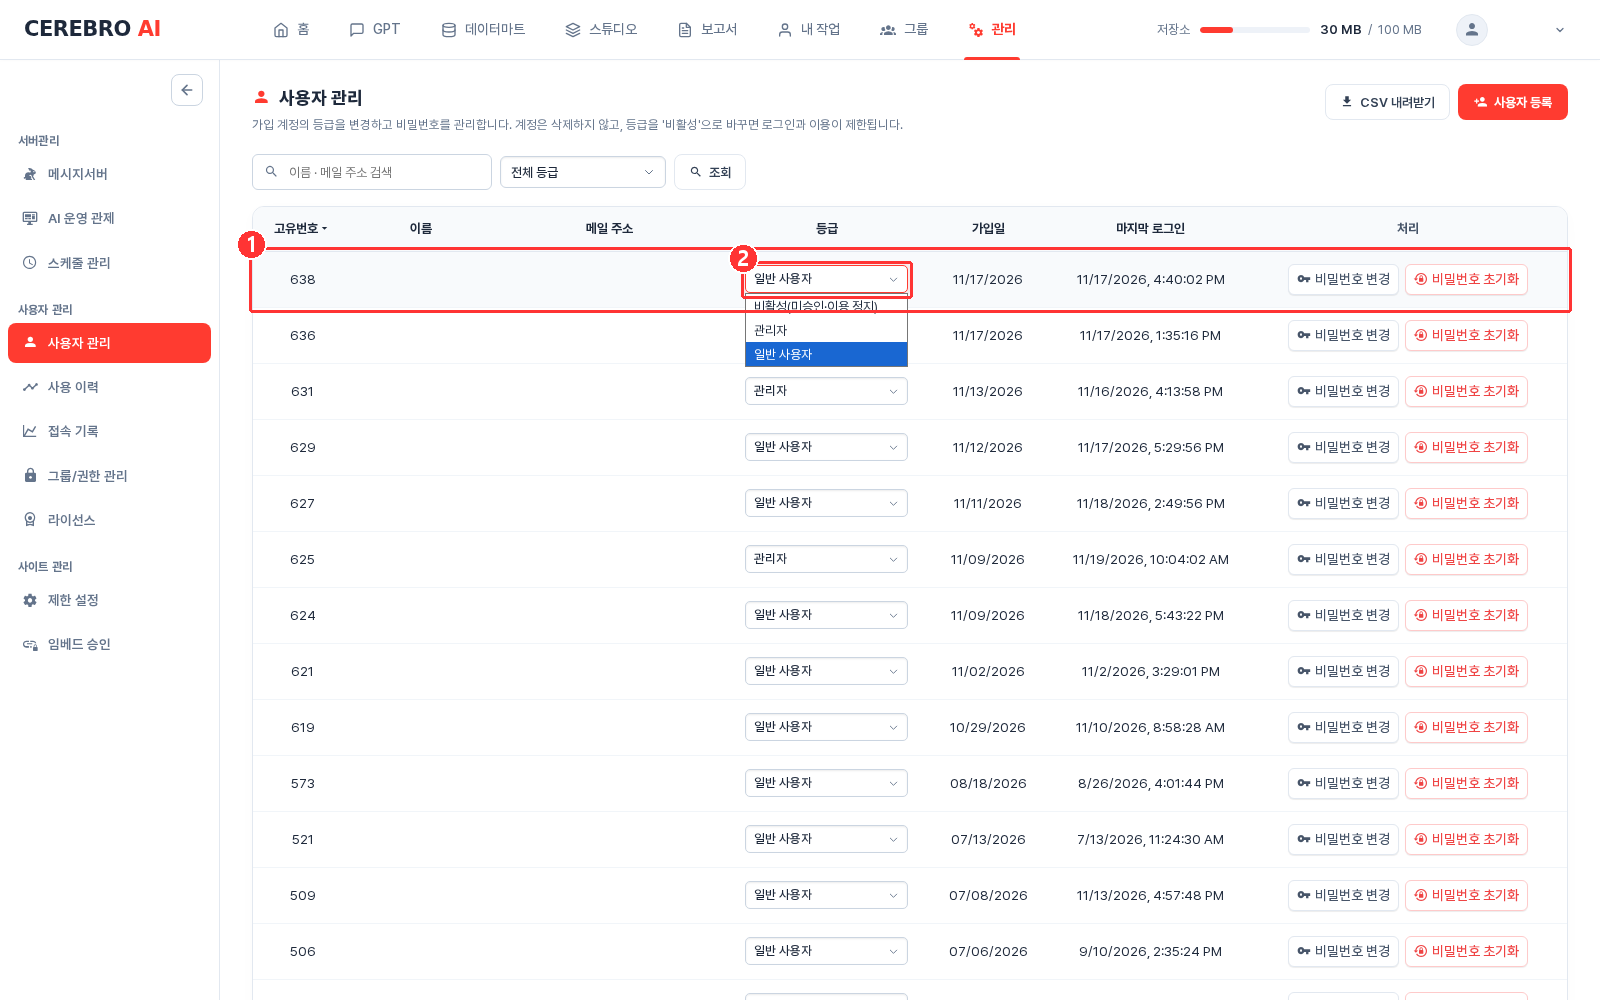 CEREBRO AI
홈
GPT
데이터마트
스튜디오
보고서
내 작업
그룹
관리
저장소
30 MB / 100 MB
서버관리
메시지서버
AI 운영 관제
스케줄 관리
사용자 관리
사용자 관리
사용 이력
접속 기록
그룹/권한 관리
라이선스
사이트 관리
제한 설정
임베드 승인
사용자 관리
가입 계정의 등급을 변경하고 비밀번호를 관리합니다. 계정은 삭제하지 않고, 등급을 '비활성'으로 바꾸면 로그인과 이용이 제한됩니다.
CSV 내려받기
사용자 등록
이름 · 메일 주소 검색
전체 등급
조회
고유번호 이름 메일 주소 등급 가입일 마지막 로그인 처리
1
2
638 일반 사용자 11/17/2026 11/17/2026, 4:40:02 PM 비밀번호 변경 비밀번호 초기화
비활성(미승인·이용 정지)
관리자
일반 사용자
636 11/17/2026 11/17/2026, 1:35:16 PM 비밀번호 변경 비밀번호 초기화
631 관리자 11/13/2026 11/16/2026, 4:13:58 PM 비밀번호 변경 비밀번호 초기화
629 일반 사용자 11/12/2026 11/17/2026, 5:29:56 PM 비밀번호 변경 비밀번호 초기화
627 일반 사용자 11/11/2026 11/18/2026, 2:49:56 PM 비밀번호 변경 비밀번호 초기화
625 관리자 11/09/2026 11/19/2026, 10:04:02 AM 비밀번호 변경 비밀번호 초기화
624 일반 사용자 11/09/2026 11/18/2026, 5:43:22 PM 비밀번호 변경 비밀번호 초기화
621 일반 사용자 11/02/2026 11/2/2026, 3:29:01 PM 비밀번호 변경 비밀번호 초기화
619 일반 사용자 10/29/2026 11/10/2026, 8:58:28 AM 비밀번호 변경 비밀번호 초기화
573 일반 사용자 08/18/2026 8/26/2026, 4:01:44 PM 비밀번호 변경 비밀번호 초기화
521 일반 사용자 07/13/2026 7/13/2026, 11:24:30 AM 비밀번호 변경 비밀번호 초기화
509 일반 사용자 07/08/2026 11/13/2026, 4:57:48 PM 비밀번호 변경 비밀번호 초기화
506 일반 사용자 07/06/2026 9/10/2026, 2:35:24 PM 비밀번호 변경 비밀번호 초기화